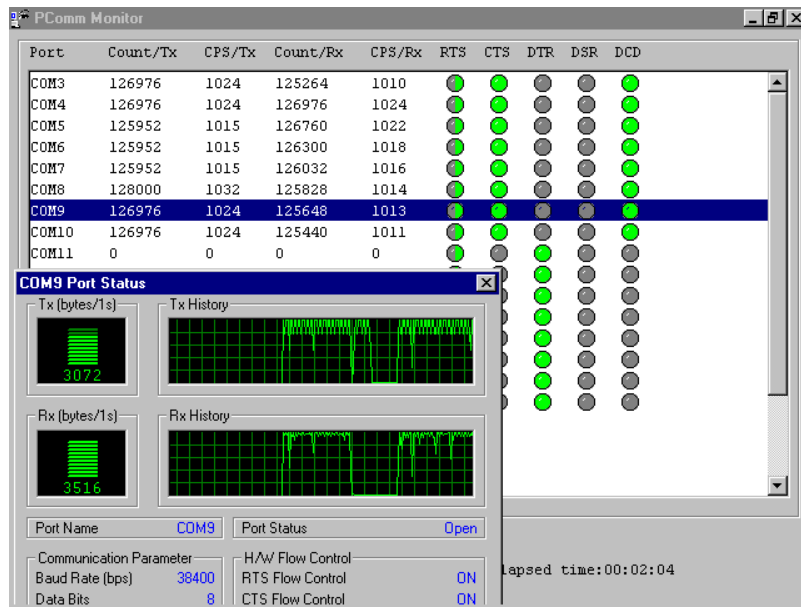 PComm Monitor
Port Count/Tx CPS/Tx Count/Rx CPS/Rx RTS CTS DTR DSR DCD
COM3 126976 1024 125264 1010
COM4 126976 1024 126976 1024
COM5 125952 1015 126760 1022
COM6 125952 1015 126300 1018
COM7 125952 1015 126032 1016
COM8 128000 1032 125828 1014
COM9 126976 1024 125648 1013
COM10 126976 1024 125440 1011
COM11 0 0 0 0
COM9 Port Status
Tx (bytes/1s) Tx History
3072
Rx (bytes/1s) Rx History
3516
Port Name COM9 Port Status Open
Communication Parameter H/W Flow Control
Baud Rate (bps) 38400 RTS Flow Control ON
lapsed time:00:02:04
Data Bits 8 CTS Flow Control ON